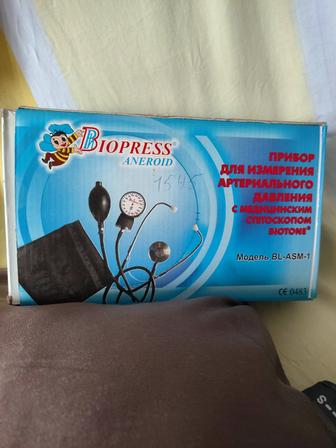 BIOPRESS®
ANEROID
1545
ПРИБОР
ДЛЯ ИЗМЕРЕНИЯ
АРТЕРИАЛЬНОГО
ДАВЛЕНИЯ
С МЕДИЦИНСКИМ
СТЕТОСКОПОМ
BIOTONE®
Модель BL-ASM-1
CE 0483